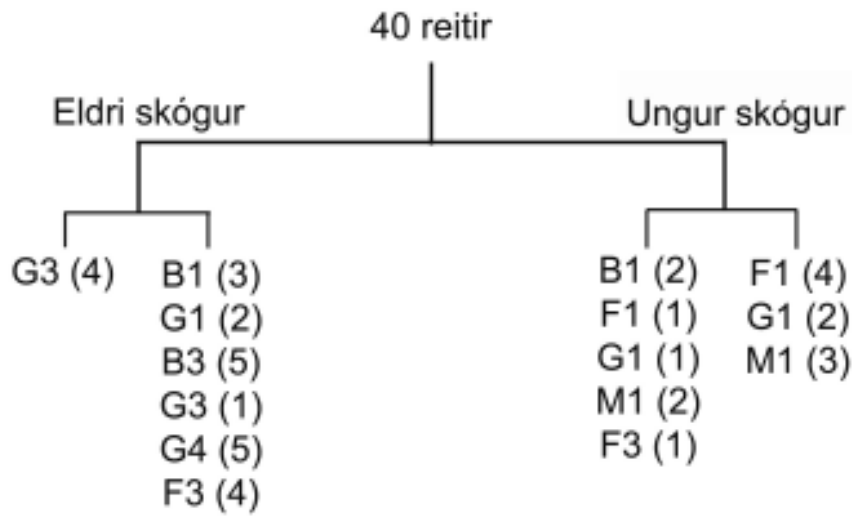 40 reitir
Eldri skógur
Ungur skógur
G3 (4)
B1 (3)
G1 (2)
B3 (5)
G3 (1)
G4 (5)
F3 (4)
B1 (2)
F1 (1)
G1 (1)
M1 (2)
F3 (1)
F1 (4)
G1 (2)
M1 (3)